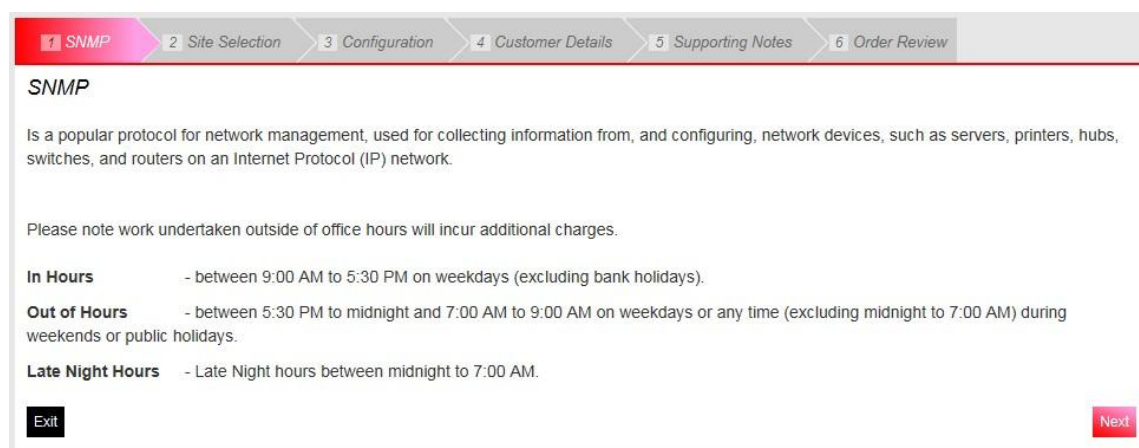 1 SNMP 2 Site Selection 3 Configuration 4 Customer Details 5 Supporting Notes 6 Order Review
SNMP
Is a popular protocol for network management, used for collecting information from, and configuring, network devices, such as servers, printers, hubs,
switches, and routers on an Internet Protocol (IP) network.
Please note work undertaken outside of office hours will incur additional charges.
In Hours - between 9:00 AM to 5:30 PM on weekdays (excluding bank holidays).
Out of Hours - between 5:30 PM to midnight and 7:00 AM to 9:00 AM on weekdays or any time (excluding midnight to 7:00 AM) during
weekends or public holidays.
Late Night Hours - Late Night hours between midnight to 7:00 AM.
Exit Next